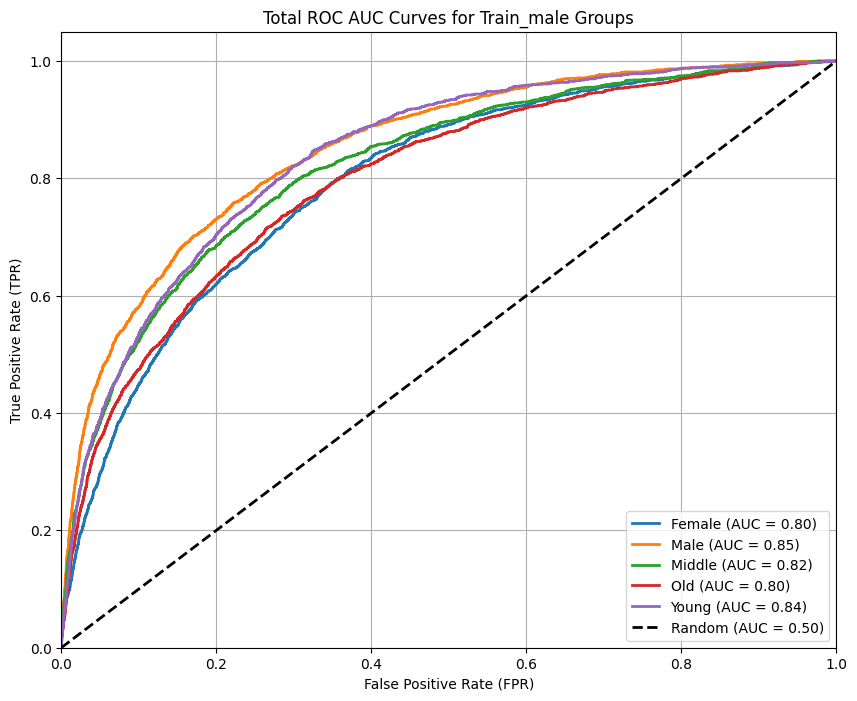 Total ROC AUC Curves for Train_male Groups
True Positive Rate (TPR)
1.0
0.8
0.6
0.4
0.2
0.0
Female (AUC = 0.80)
Male (AUC = 0.85)
Middle (AUC = 0.82)
Old (AUC = 0.80)
Young (AUC = 0.84)
Random (AUC = 0.50)
0.0 0.2 0.4 0.6 0.8 1.0
False Positive Rate (FPR)